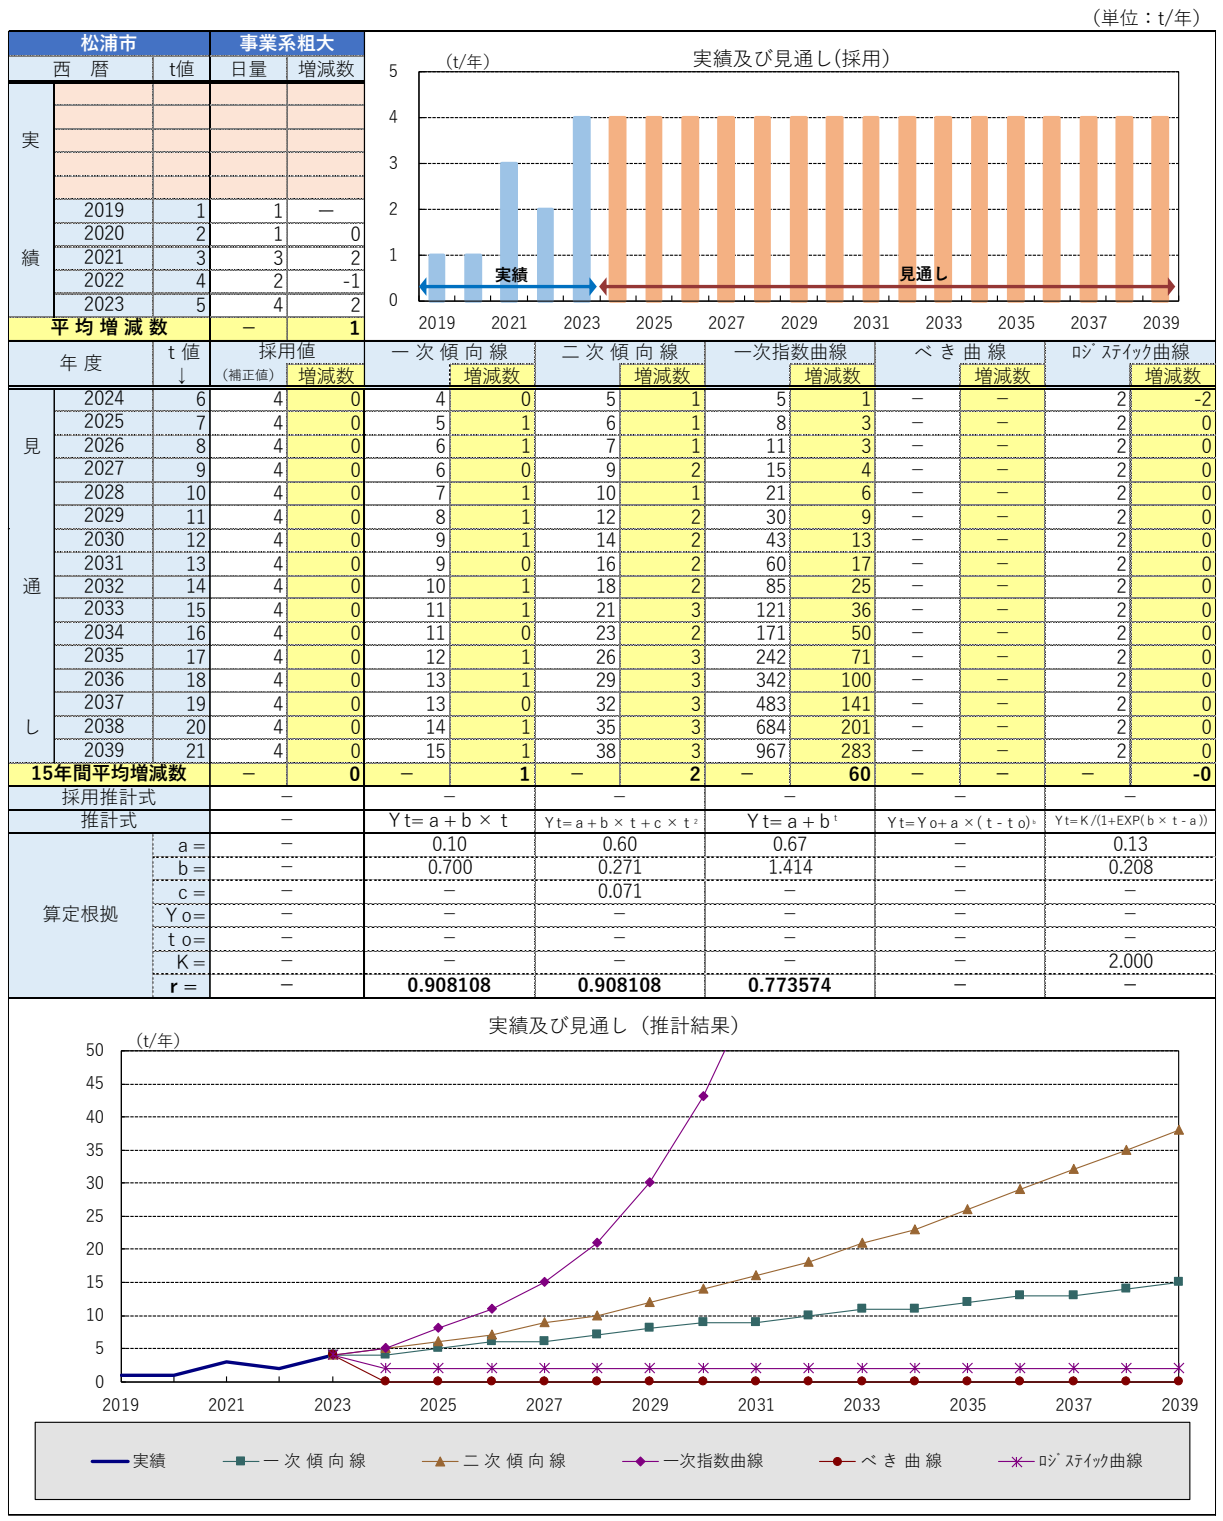 （単位：t/年）
松浦市 事業系粗大
西　暦 t値 日量 増減数
実
績
2019 1 1 －
2020 2 1 0
2021 3 3 2
2022 4 2 -1
2023 5 4 2
平 均 増 減 数 － 1
実績及び見通し(採用)
（t/年）
5
4
3
2
1
0
実績 見通し
2019 2021 2023 2025 2027 2029 2031 2033 2035 2037 2039
年 度 ｔ値 ↓ 採用値 （補正値） 増減数 一 次 傾 向 線 増減数 二 次 傾 向 線 増減数 一次指数曲線 増減数 べ き 曲 線 増減数 ﾛｼﾞｽﾃｲｯｸ曲線 増減数
見
通
し
2024 6 4 0 4 0 5 1 5 1 － － 2 -2
2025 7 4 0 5 1 6 1 8 3 － － 2 0
2026 8 4 0 6 1 7 1 11 3 － － 2 0
2027 9 4 0 6 0 9 2 15 4 － － 2 0
2028 10 4 0 7 1 10 1 21 6 － － 2 0
2029 11 4 0 8 1 12 2 30 9 － － 2 0
2030 12 4 0 9 1 14 2 43 13 － － 2 0
2031 13 4 0 9 0 16 2 60 17 － － 2 0
2032 14 4 0 10 1 18 2 85 25 － － 2 0
2033 15 4 0 11 1 21 3 121 36 － － 2 0
2034 16 4 0 11 0 23 2 171 50 － － 2 0
2035 17 4 0 12 1 26 3 242 71 － － 2 0
2036 18 4 0 13 1 29 3 342 100 － － 2 0
2037 19 4 0 13 0 32 3 483 141 － － 2 0
2038 20 4 0 14 1 35 3 684 201 － － 2 0
2039 21 4 0 15 1 38 3 967 283 － － 2 0
15年間平均増減数 － 0 － 1 － 2 － 60 － － － -0
採用推計式 － － － － － －
推計式 － Ｙt=ａ+ｂ×ｔ Ｙt=ａ+ｂ×ｔ+ｃ×ｔ² Ｙt=ａ+ｂᵗ Ｙt=Ｙo+ａ×(ｔ-ｔo)ᵇ Ｙt=Ｋ/(1+EXP(ｂ×ｔ-ａ))
算定根拠
ａ= － 0.10 0.60 0.67 － 0.13
ｂ= － 0.700 0.271 1.414 － 0.208
ｃ= － － 0.071 － － －
Ｙo= － － － － － －
ｔo= － － － － － －
Ｋ= － － － － － 2.000
ｒ= － 0.908108 0.908108 0.773574 － －
実績及び見通し（推計結果）
（t/年）
50
45
40
35
30
25
20
15
10
5
0
2019 2021 2023 2025 2027 2029 2031 2033 2035 2037 2039
実績 一 次 傾 向 線 二 次 傾 向 線 一次指数曲線 べ き 曲 線 ﾛｼﾞｽﾃｲｯｸ曲線